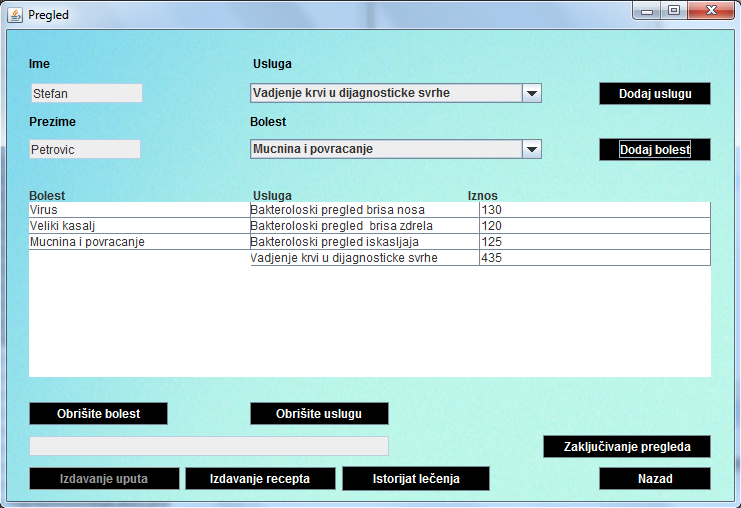 Pregled
Ime Usluga
Stefan Vadjenje krvi u dijagnosticke svrhe Dodaj uslugu
Prezime Bolest
Petrovic Mucnina i povracanje Dodaj bolest
Bolest Usluga Iznos
Virus Bakteroloski pregled brisa nosa 130
Veliki kasalj Bakteroloski pregled brisa zdrela 120
Mucnina i povracanje Bakteroloski pregled iskasljaja 125
Vadjenje krvi u dijagnosticke svrhe 435
Obrišite bolest Obrišite uslugu
Zaključivanje pregleda
Izdavanje uputa Izdavanje recepta Istorijat lečenja Nazad